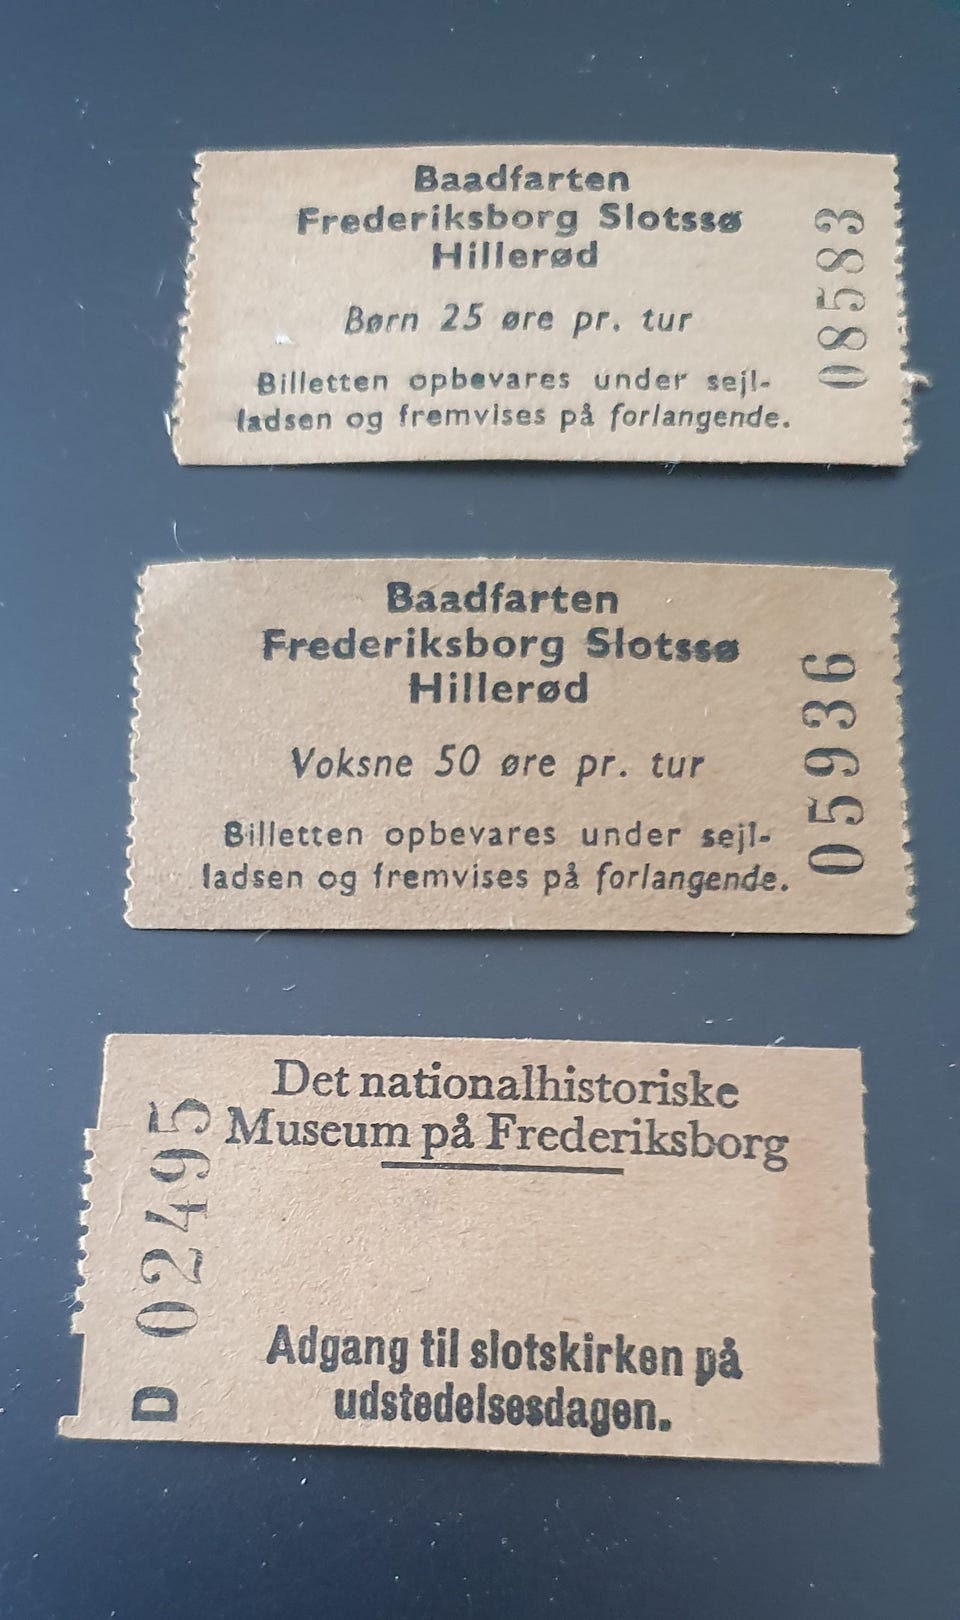 Baadfarten
Frederiksborg Slotssø
Hillerød
Børn 25 øre pr. tur
Billetten opbevares under sejl-
ladsen og fremvises på forlangende.
08583
Baadfarten
Frederiksborg Slotssø
Hillerød
Voksne 50 øre pr. tur
Billetten opbevares under sejl-
ladsen og fremvises på forlangende.
05936
Det nationalhistoriske
Museum på Frederiksborg
Adgang til slotskirken på
udstedelsesdagen.
D 02495